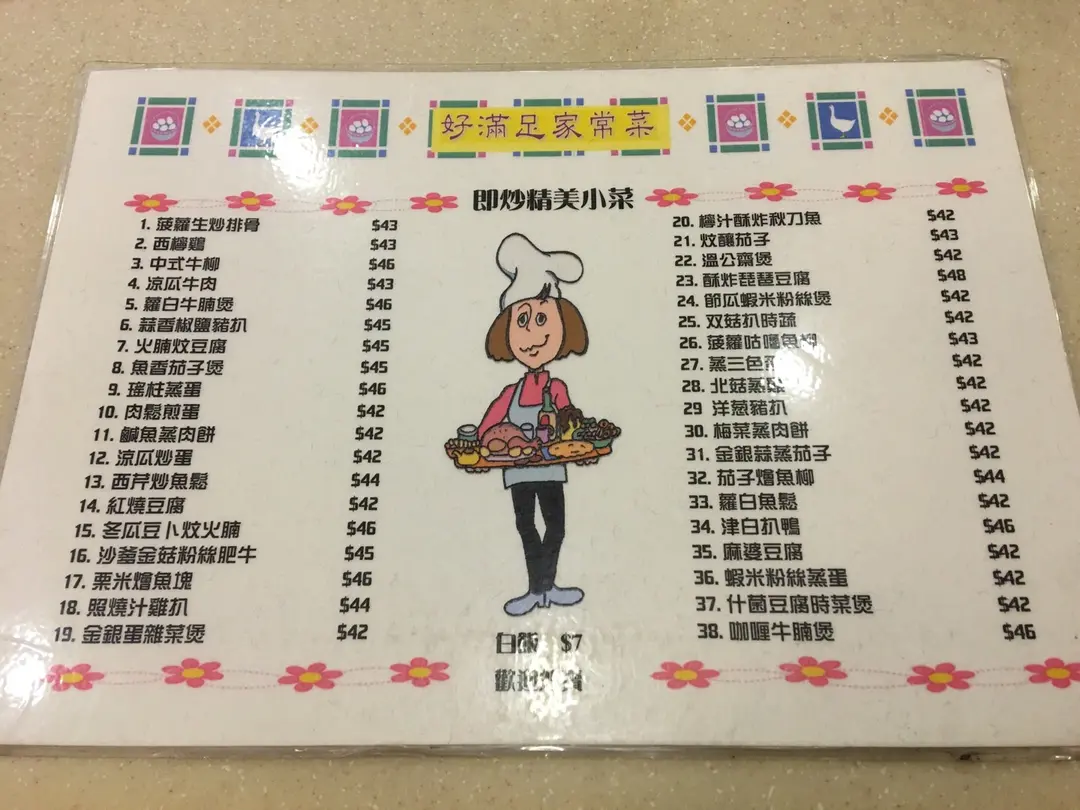 好滿足家常菜
即炒精美小菜
1. 菠蘿生炒排骨 $43
2. 西檸鷄 $43
3. 中式牛柳 $46
4. 涼瓜牛肉 $43
5. 蘿白牛腩煲 $46
6. 蒜香椒鹽豬扒 $45
7. 火腩炆豆腐 $45
8. 魚香茄子煲 $45
9. 瑤柱蒸蛋 $46
10. 肉鬆煎蛋 $42
11. 鹹魚蒸肉餅 $42
12. 涼瓜炒蛋 $42
13. 西芹炒魚鬆 $44
14. 紅燒豆腐 $42
15. 冬瓜豆卜炆火腩 $46
16. 沙薑金菇粉絲肥牛 $45
17. 栗米燴魚塊 $46
18. 照燒汁雞扒 $44
19. 金銀蛋雜菜煲 $42
20. 檸汁酥炸秋刀魚 $42
21. 炆釀茄子 $43
22. 溫公齋煲 $42
23. 酥炸琵琶豆腐 $48
24. 節瓜蝦米粉絲煲 $42
25. 双菇扒時蔬 $42
26. 菠蘿咕嚕魚柳 $43
27. 蒸三色 $42
28. 北菇蒸 $42
29 洋葱豬扒 $42
30. 梅菜蒸肉餅 $42
31. 金銀蒜蒸茄子 $42
32. 茄子燴魚柳 $44
33. 蘿白魚鬆 $42
34. 津白扒鴨 $46
35. 麻婆豆腐 $42
36. 蝦米粉絲蒸蛋 $42
37. 什菌豆腐時菜煲 $42
38. 咖喱牛腩煲 $46
白飯 $7
歡迎